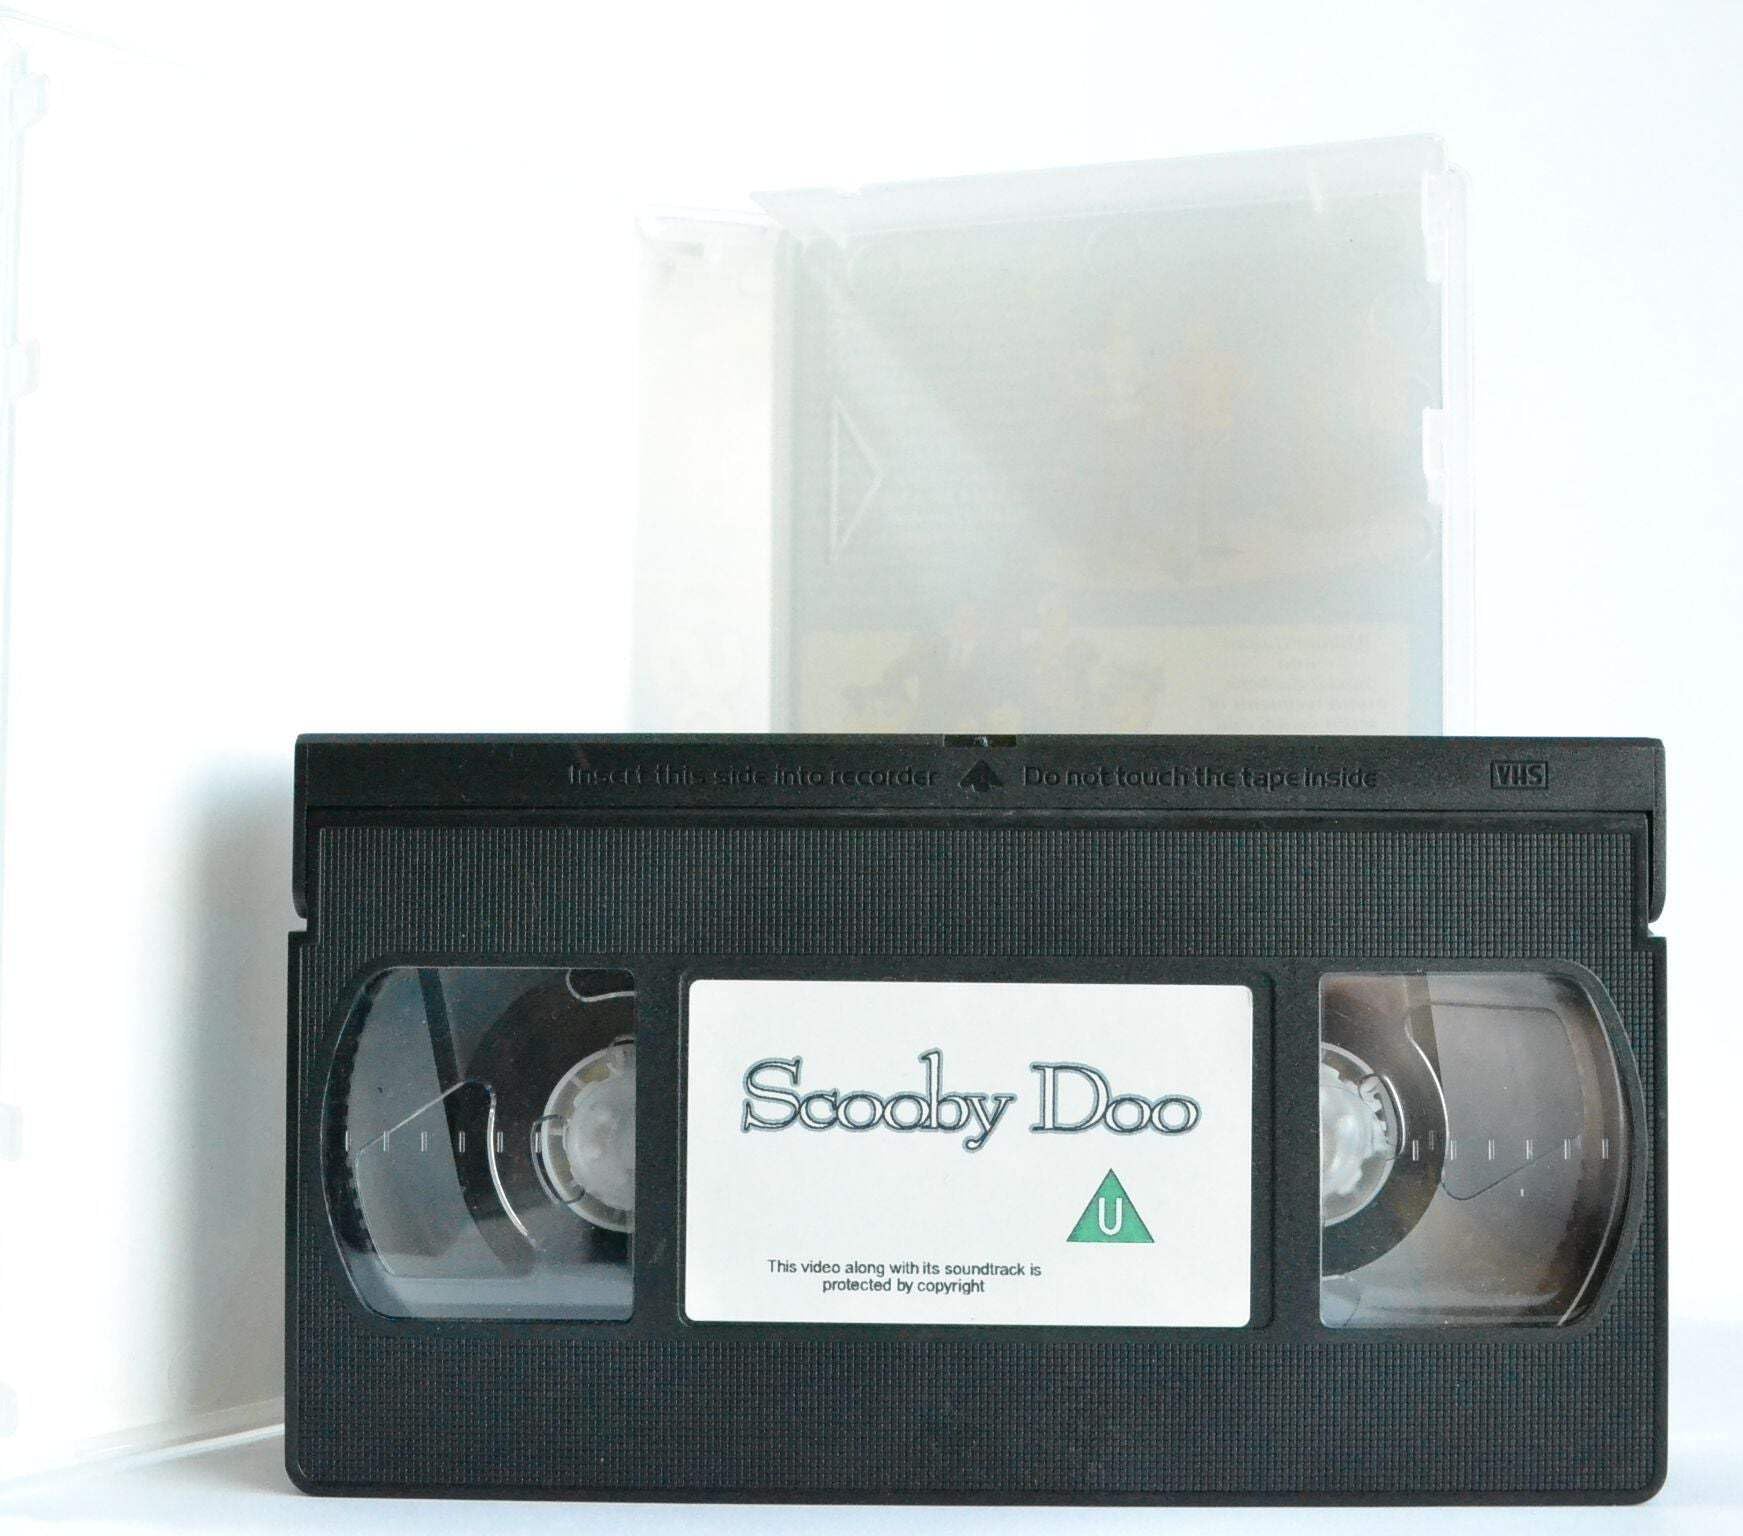 Insert this side into recorder Do not touch the tape inside VHS
Scooby Doo
U
This video along with its soundtrack is
protected by copyright